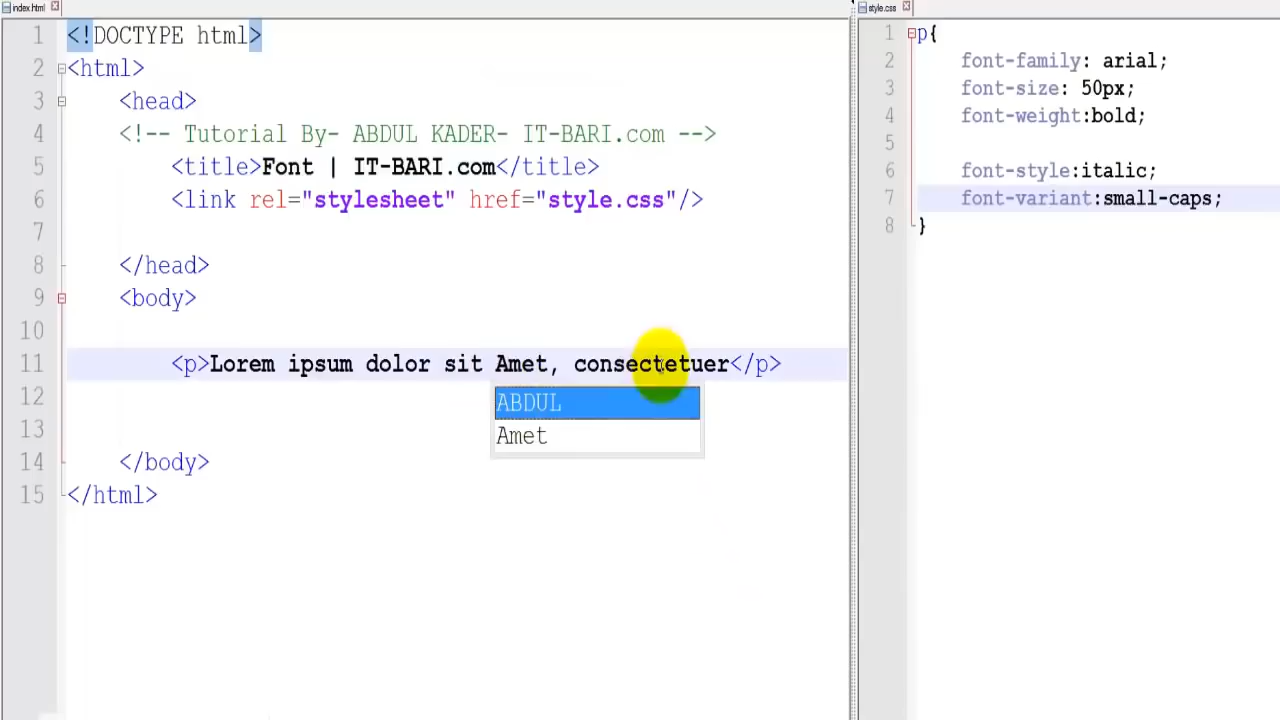 index.html
style.css
1 <!DOCTYPE html>
2 <html>
3 <head>
4 <!-- Tutorial By- ABDUL KADER- IT-BARI.com -->
5 <title>Font | IT-BARI.com</title>
6 <link rel="stylesheet" href="style.css"/>
7
8 </head>
9 <body>
10
11 <p>Lorem ipsum dolor sit Amet, consectetuer</p>
ABDUL
12
Amet
13
14 </body>
15 </html>
1 p{
2 font-family: arial;
3 font-size: 50px;
4 font-weight:bold;
5
6 font-style:italic;
7 font-variant:small-caps;
8 }